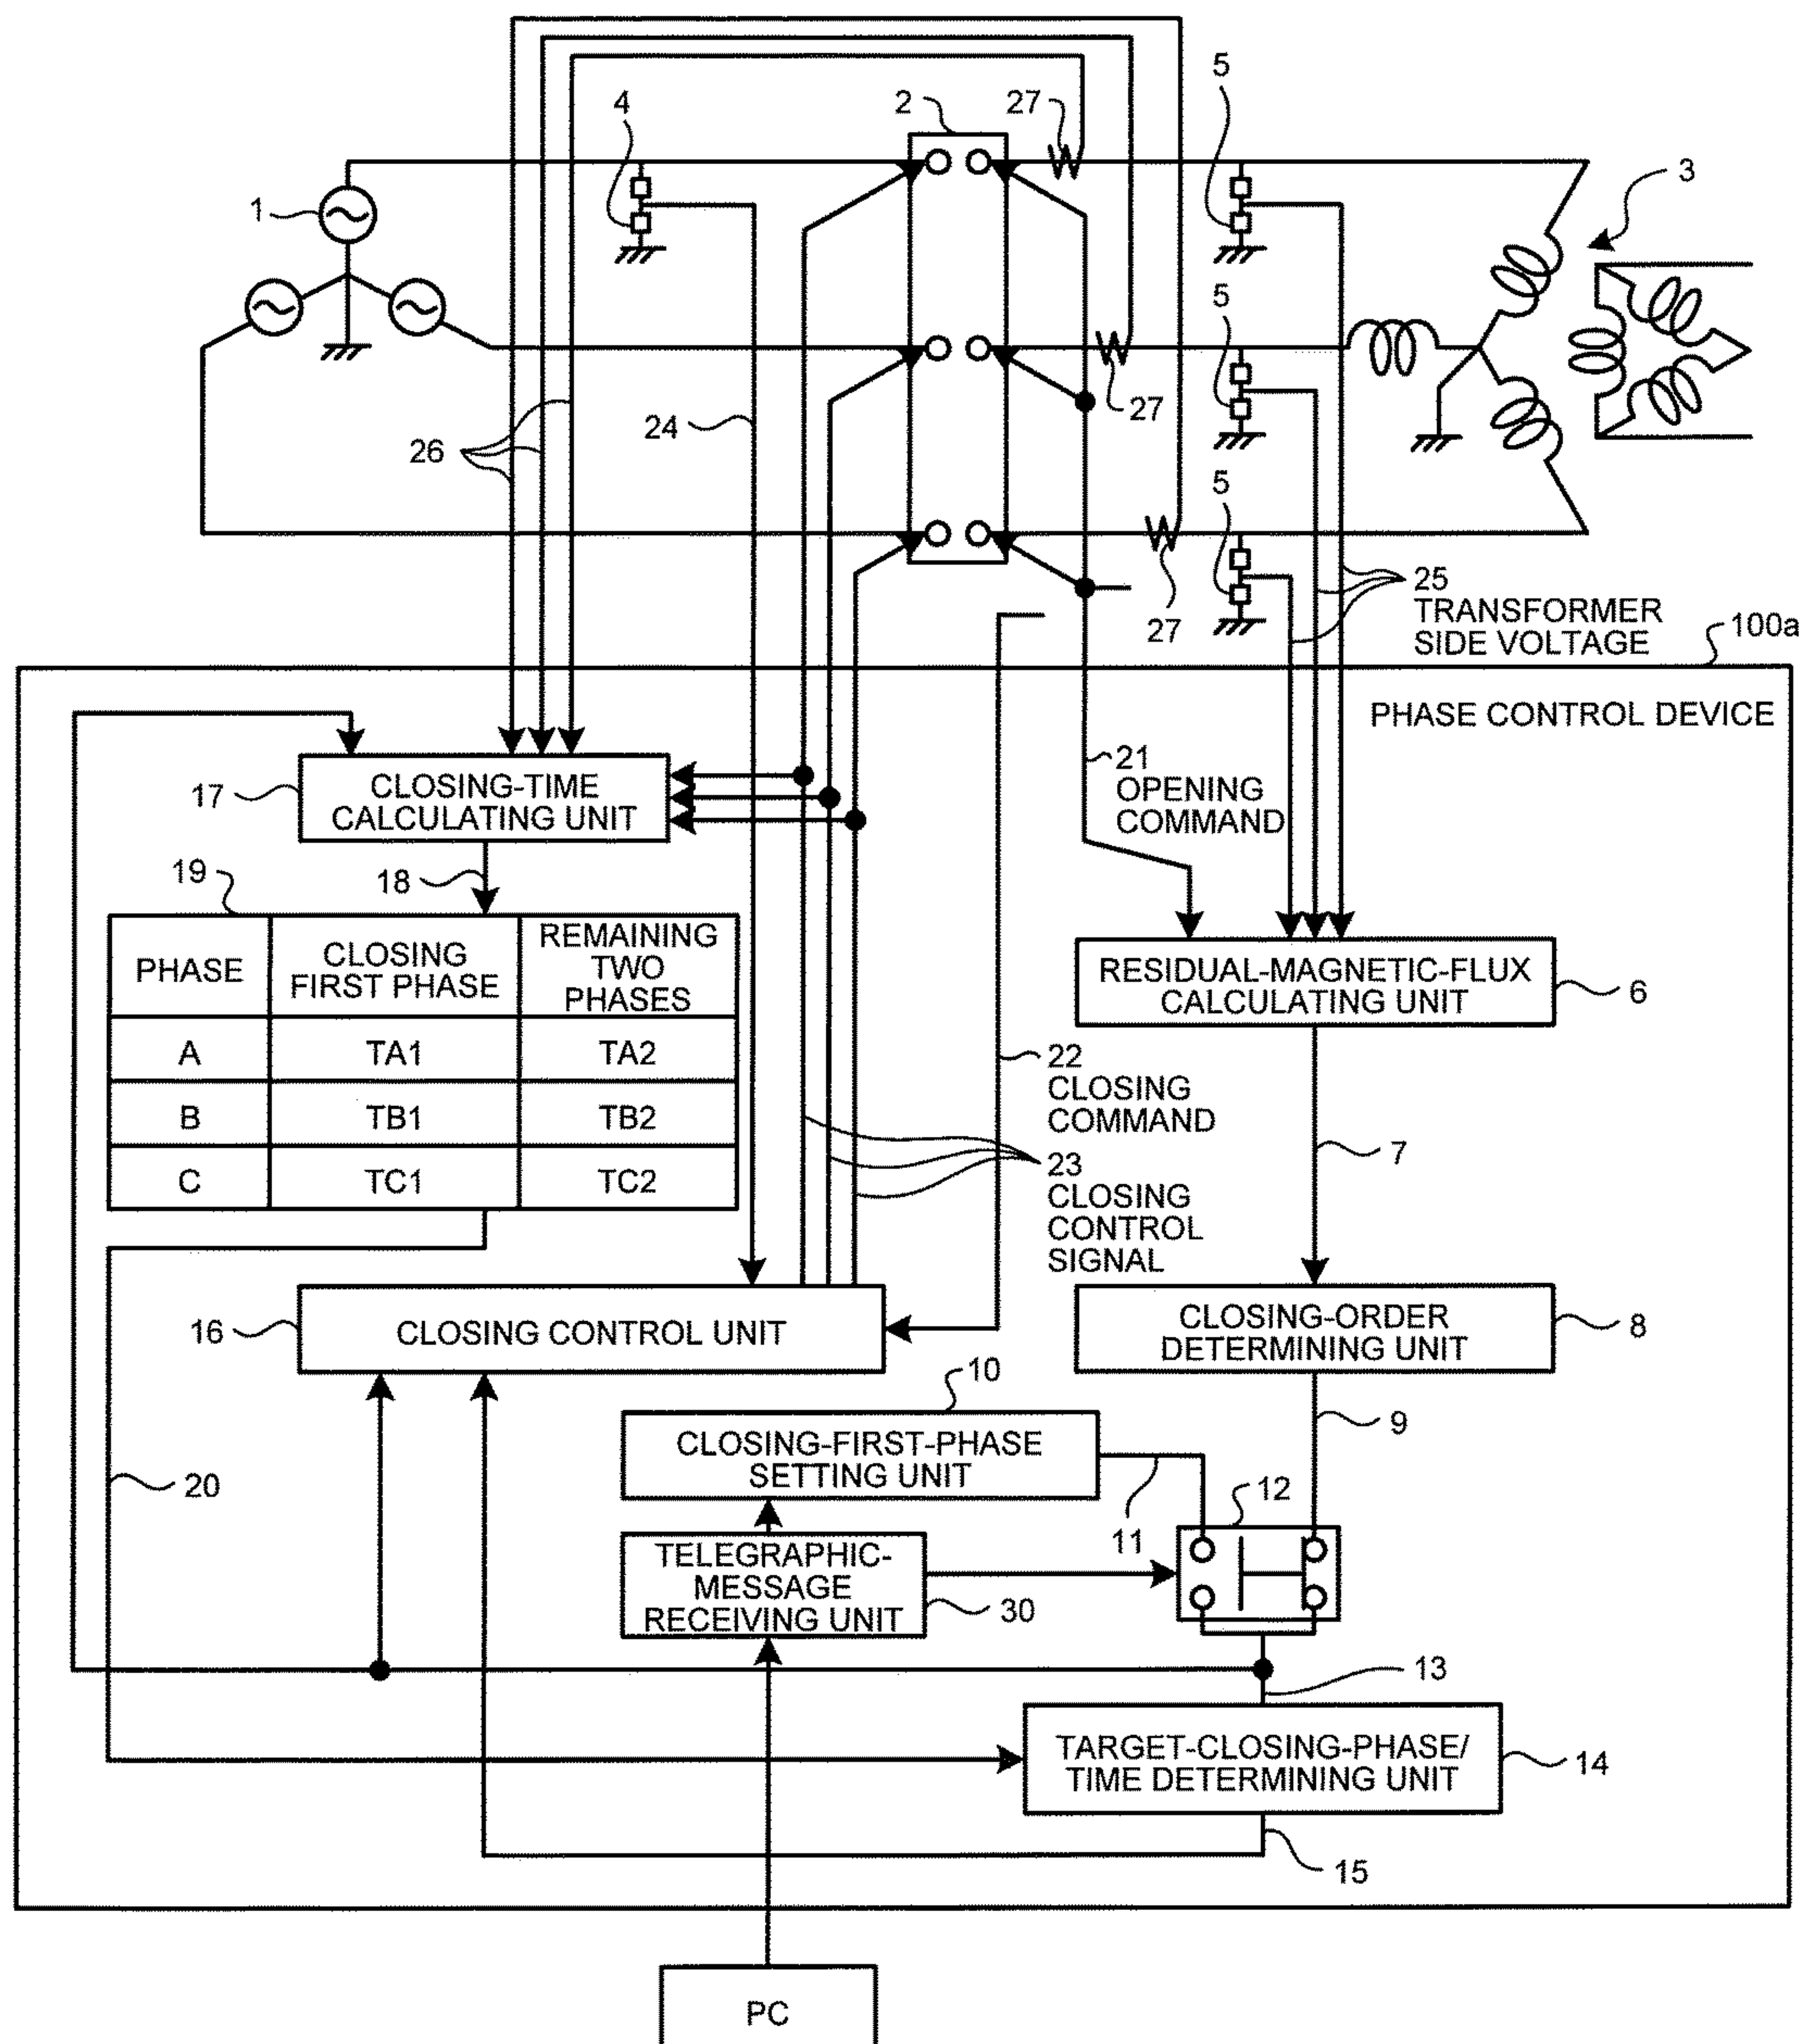 5
4
2
27
3
1
5
24
27
26
5
25
TRANSFORMER
SIDE VOLTAGE
27
100a
PHASE CONTROL DEVICE
21
OPENING
COMMAND
17
CLOSING-TIME
CALCULATING UNIT
19
18
PHASE
CLOSING
FIRST PHASE
REMAINING
TWO
PHASES
A
TA1
TA2
B
TB1
TB2
C
TC1
TC2
RESIDUAL-MAGNETIC-FLUX
CALCULATING UNIT
6
22
CLOSING
COMMAND
7
23
CLOSING
CONTROL
SIGNAL
16
CLOSING CONTROL UNIT
CLOSING-ORDER
DETERMINING UNIT
8
10
9
CLOSING-FIRST-PHASE
SETTING UNIT
20
11
12
TELEGRAPHIC-
MESSAGE
RECEIVING UNIT
30
13
TARGET-CLOSING-PHASE/
TIME DETERMINING UNIT
14
15
PC